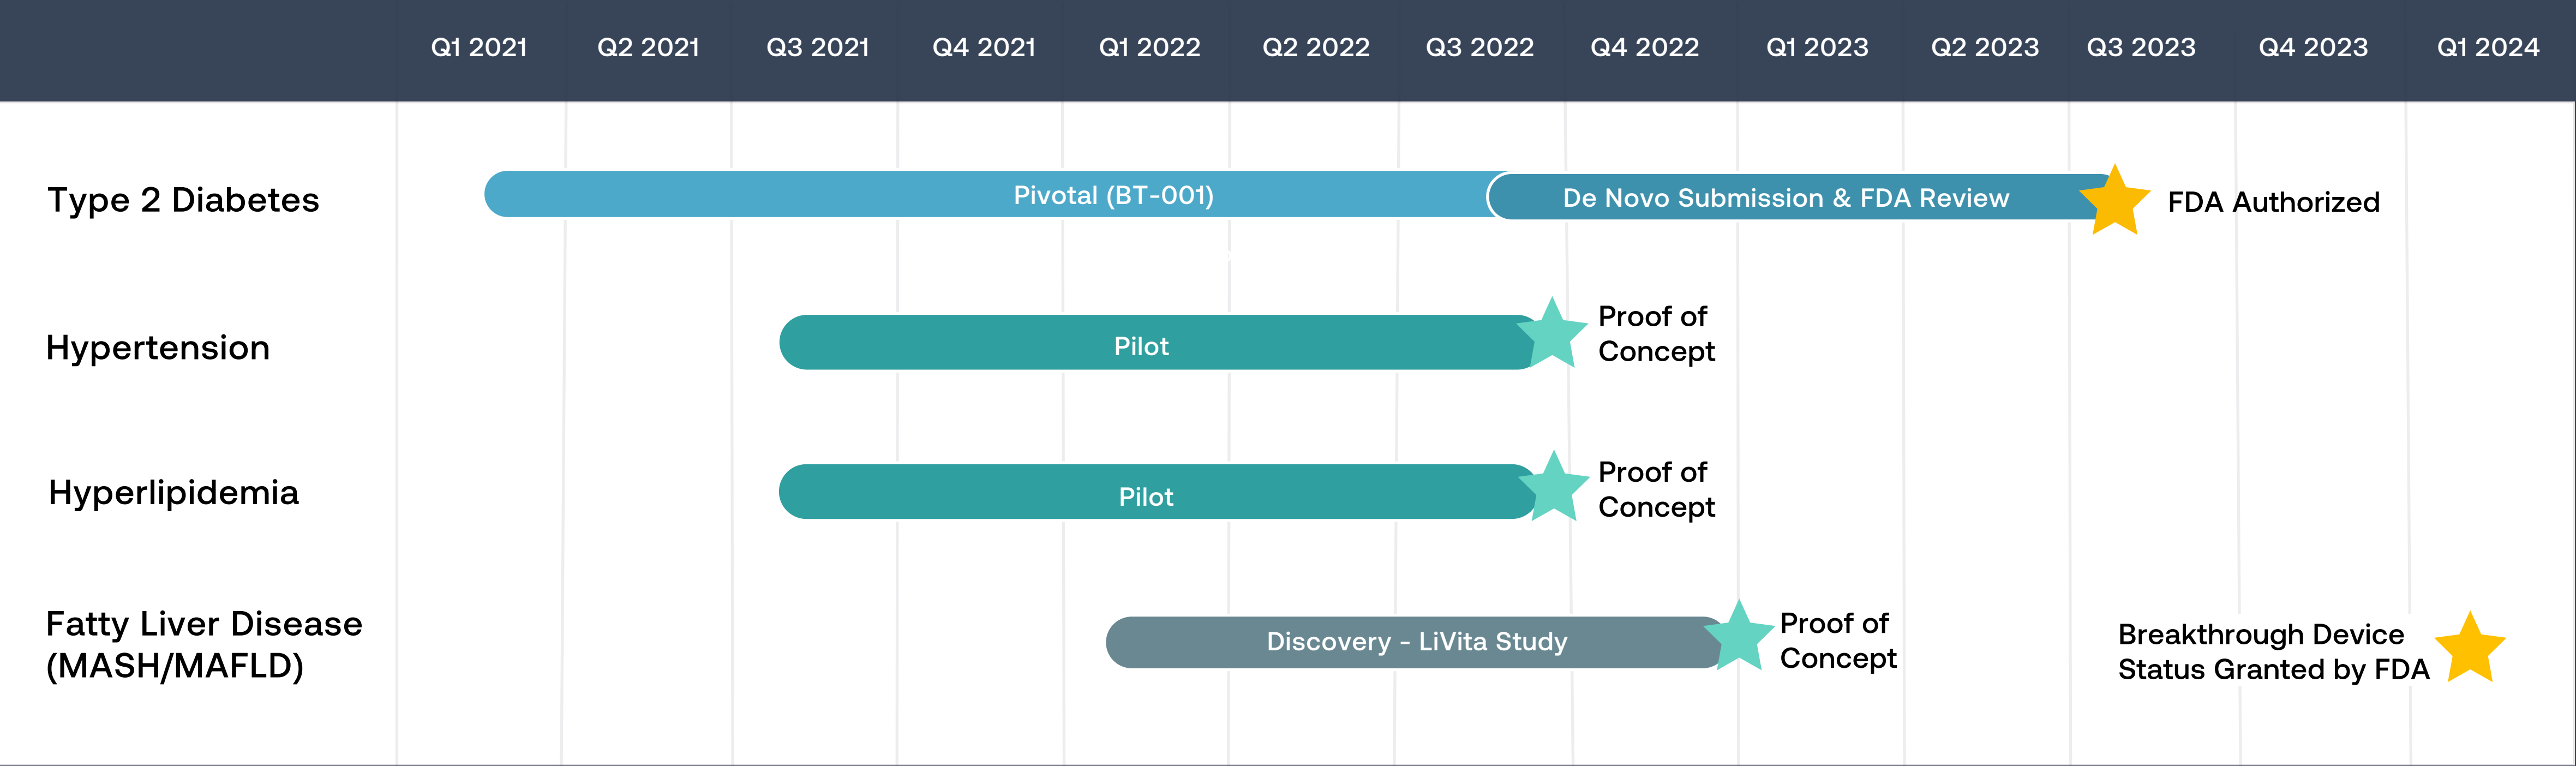 Q1 2021 Q2 2021 Q3 2021 Q4 2021 Q1 2022 Q2 2022 Q3 2022 Q4 2022 Q1 2023 Q2 2023 Q3 2023 Q4 2023 Q1 2024
Type 2 Diabetes
Pivotal (BT-001)
De Novo Submission & FDA Review
FDA Authorized
Hypertension
Pilot
Proof of
Concept
Hyperlipidemia
Pilot
Proof of
Concept
Fatty Liver Disease
(MASH/MAFLD)
Discovery - LiVita Study
Proof of
Concept
Breakthrough Device
Status Granted by FDA